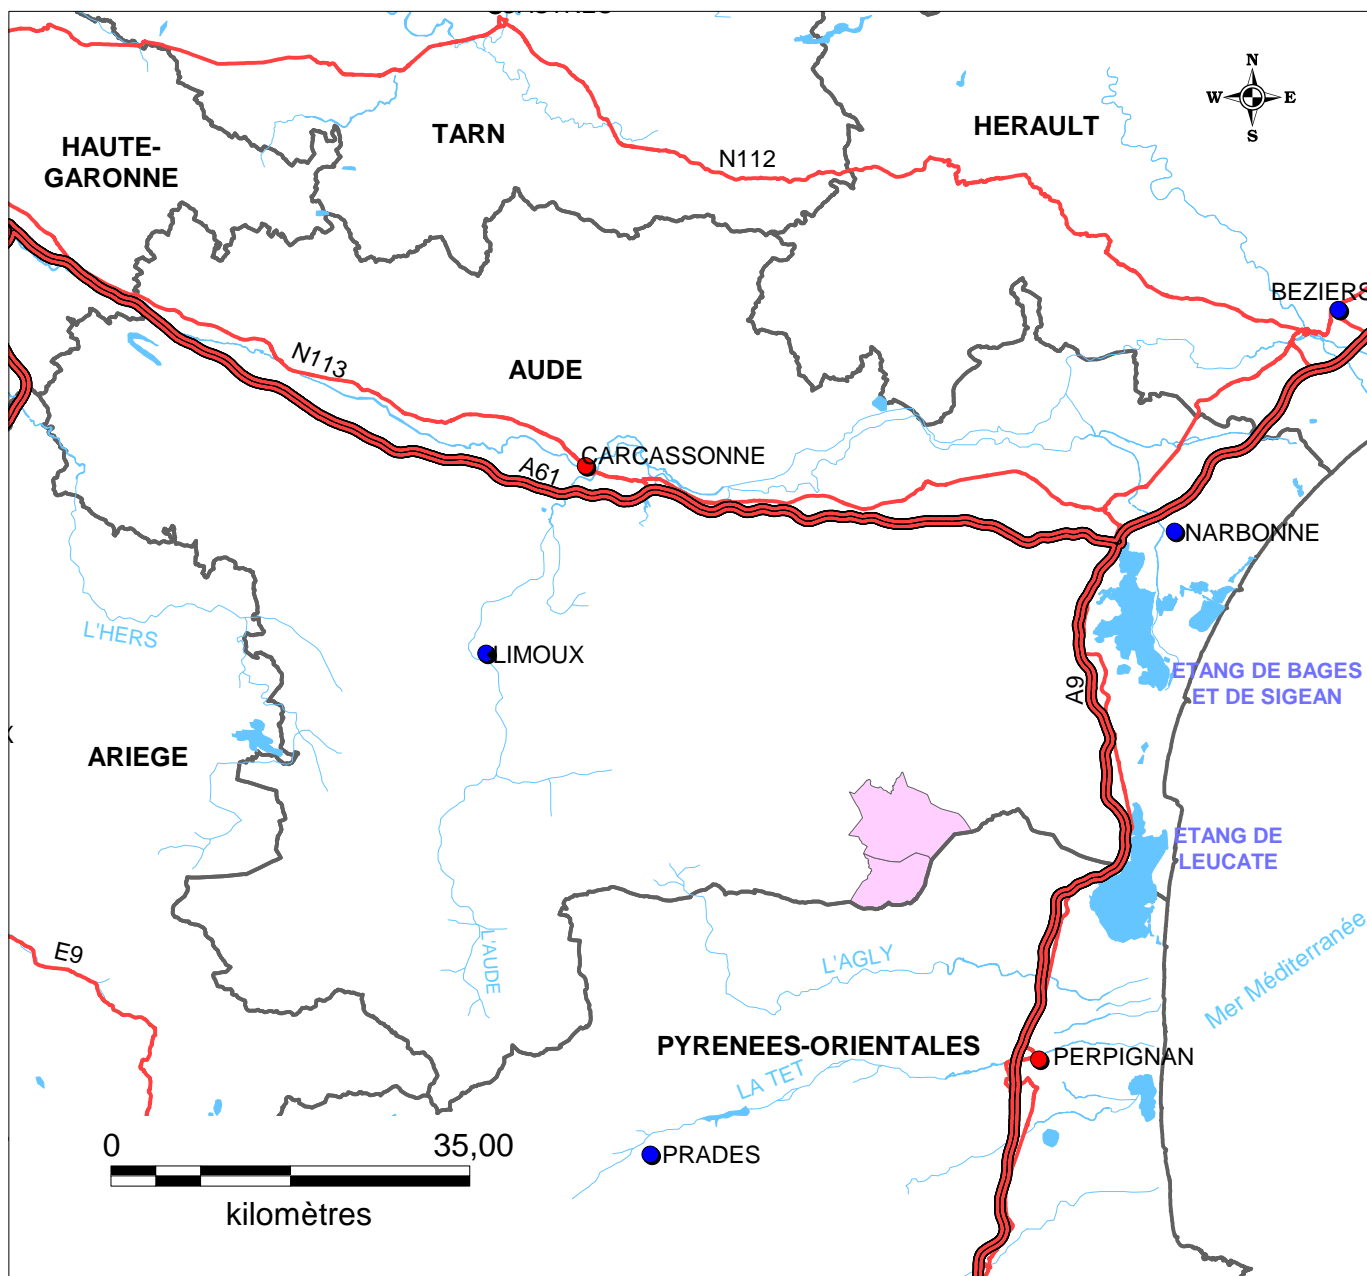 N
W E
S
HAUTE-
GARONNE
TARN
HERAULT
N112
BEZIERS
N113
AUDE
CARCASSONNE
A61
NARBONNE
L'HERS
LIMOUX
ETANG DE BAGES
ET DE SIGEAN
A9
ARIEGE
ETANG DE
LEUCATE
E9
L'AUDE
L'AGLY
Mer Méditerranée
PYRENEES-ORIENTALES
PERPIGNAN
LA TET
PRADES
0 35,00
kilomètres